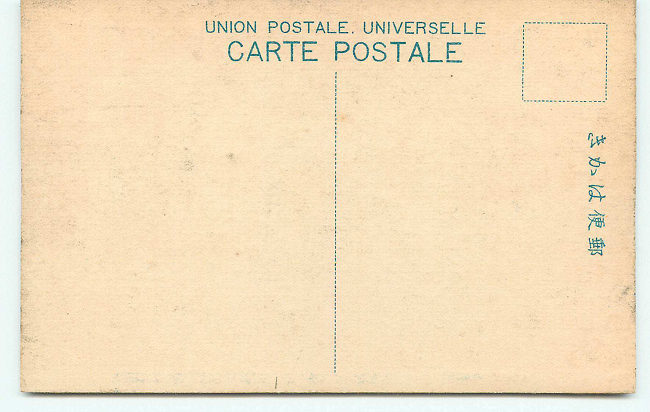 UNION POSTALE. UNIVERSELLE
CARTE POSTALE
郵便はかき